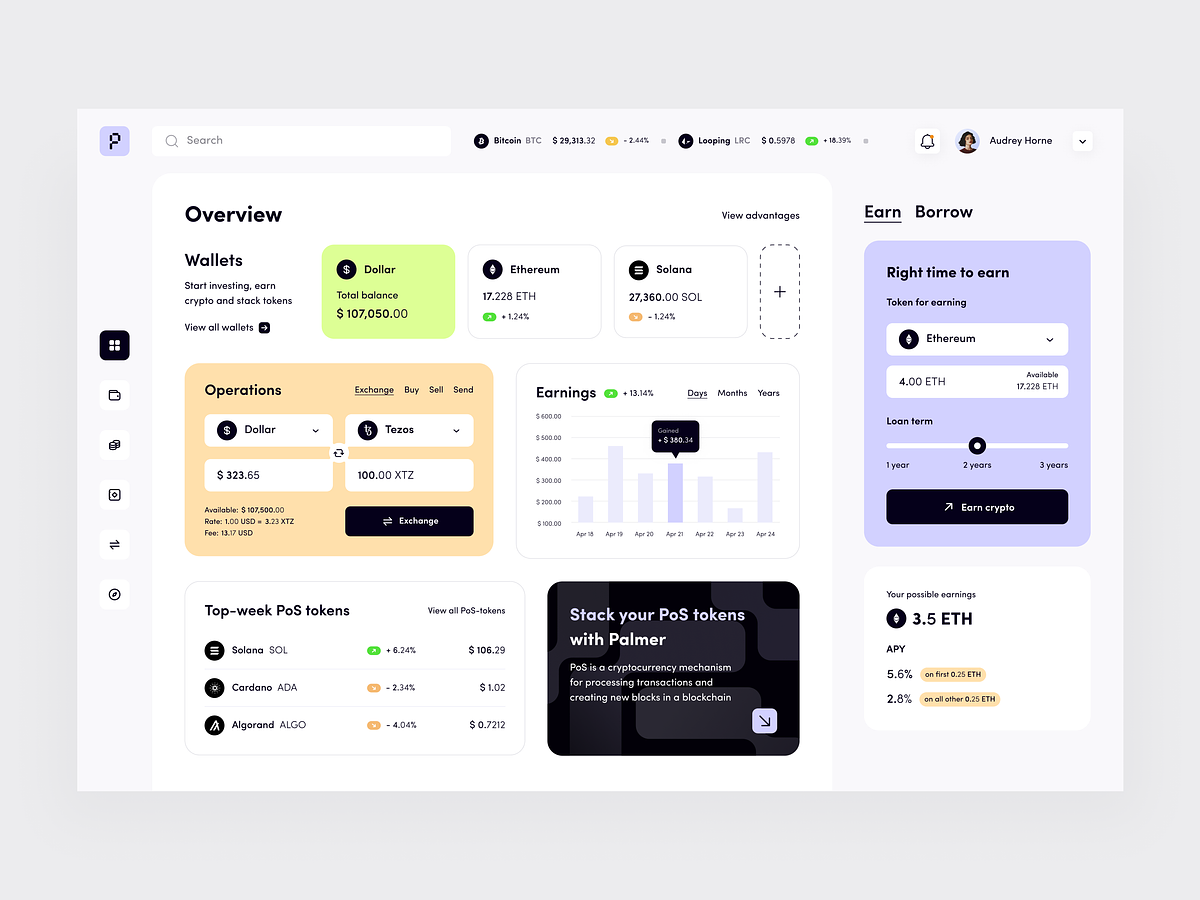 P
Search
Bitcoin BTC $ 29,313.32 - 2.44%
Looping LRC $ 0.5978 + 18.39%
Audrey Horne
Overview
View advantages
Wallets
Start investing, earn
crypto and stack tokens
View all wallets
$ Dollar
Total balance
$ 107,050.00
Ethereum
17.228 ETH
+ 1.24%
Solana
27,360.00 SOL
- 1.24%
+
Operations
Exchange Buy Sell Send
$ Dollar
Tezos
$ 323.65
100.00 XTZ
Available: $ 107,500.00
Rate: 1.00 USD = 3.23 XTZ
Fee: 13.17 USD
Exchange
Earnings + 13.14%
Days Months Years
$ 600.00
$ 500.00
$ 400.00
$ 300.00
$ 200.00
$ 100.00
Gained
+ $ 380.34
Apr 18 Apr 19 Apr 20 Apr 21 Apr 22 Apr 23 Apr 24
Top-week PoS tokens
View all PoS-tokens
Solana SOL + 6.24% $ 106.29
Cardano ADA - 2.34% $ 1.02
Algorand ALGO - 4.04% $ 0.7212
Stack your PoS tokens
with Palmer
PoS is a cryptocurrency mechanism
for processing transactions and
creating new blocks in a blockchain
Earn Borrow
Right time to earn
Token for earning
Ethereum
4.00 ETH
Available
17.228 ETH
Loan term
1 year 2 years 3 years
Earn crypto
Your possible earnings
3.5 ETH
APY
5.6% on first 0.25 ETH
2.8% on all other 0.25 ETH